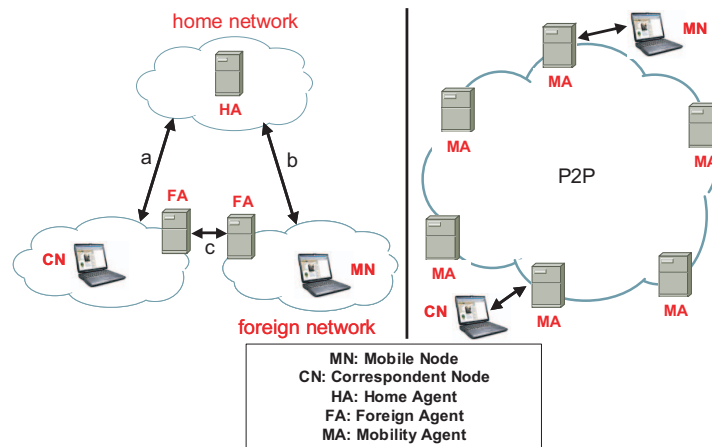 home network
HA
a
b
FA
FA
c
CN
MN
foreign network
MN
MA
MA
MA
P2P
MA
MA
CN
MA
MN: Mobile Node
CN: Correspondent Node
HA: Home Agent
FA: Foreign Agent
MA: Mobility Agent